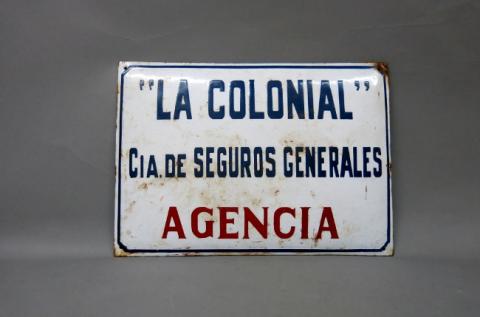 "LA COLONIAL"
CIA. DE SEGUROS GENERALES
AGENCIA